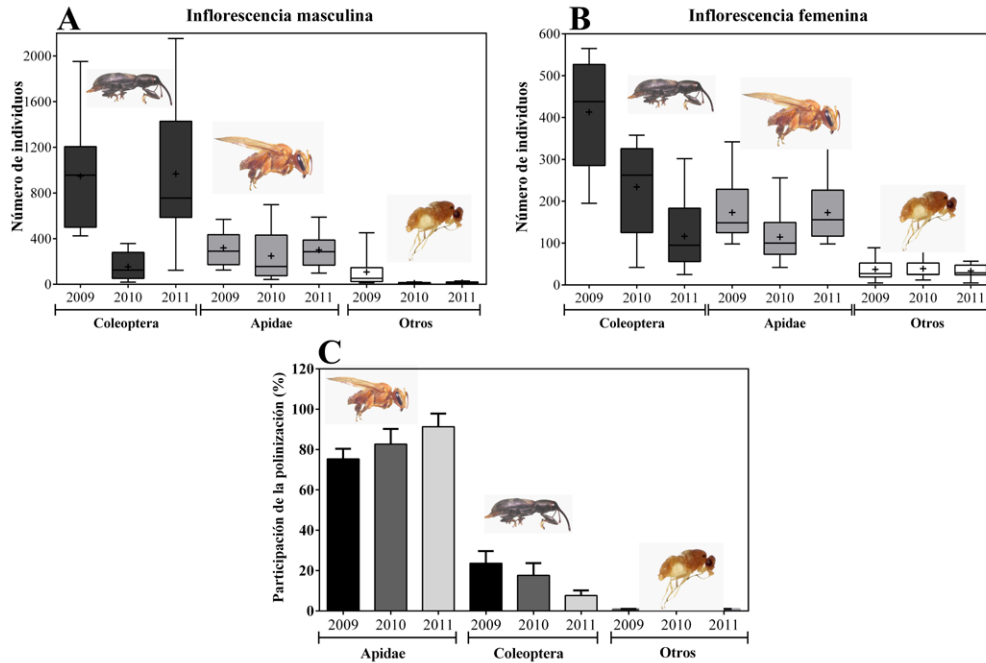 A
Inflorescencia masculina
Número de individuos
2000
1600
1200
800
400
0
2009 2010 2011 2009 2010 2011 2009 2010 2011
Coleoptera Apidae Otros
B
Inflorescencia femenina
Número de individuos
600
500
400
300
200
100
0
2009 2010 2011 2009 2010 2011 2009 2010 2011
Coleoptera Apidae Otros
C
Participación de la polinización (%)
120
100
80
60
40
20
0
2009 2010 2011 2009 2010 2011 2009 2010 2011
Apidae Coleoptera Otros